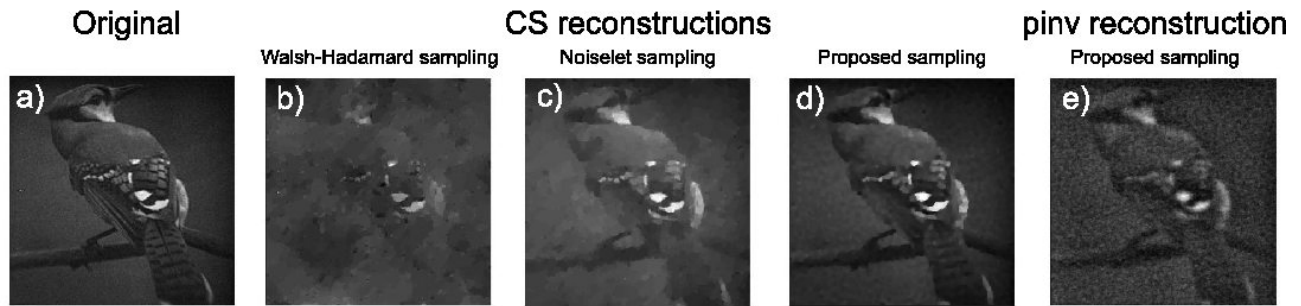 Original CS reconstructions pinv reconstruction
Walsh-Hadamard sampling Noiselet sampling Proposed sampling Proposed sampling
a) b) c) d) e)